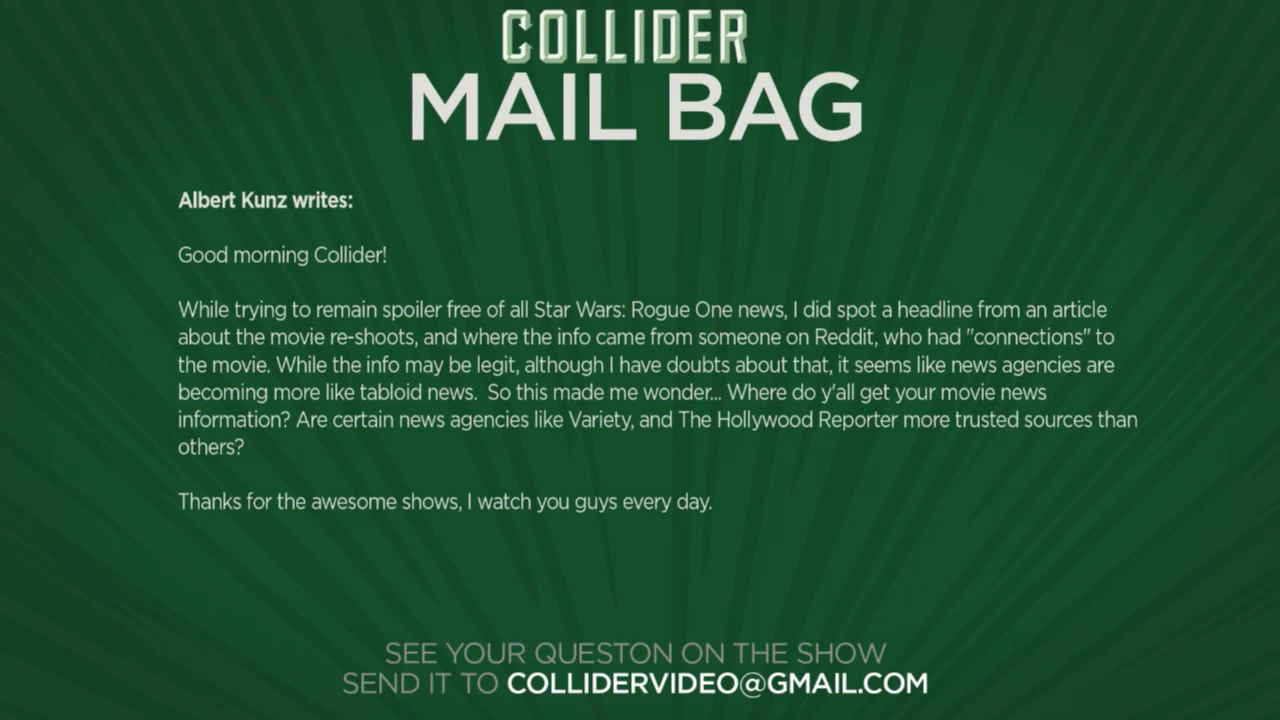 COLLIDER
MAIL BAG
Albert Kunz writes:
Good morning Collider!
While trying to remain spoiler free of all Star Wars: Rogue One news, I did spot a headline from an article
about the movie re-shoots, and where the info came from someone on Reddit, who had "connections" to
the movie. While the info may be legit, although I have doubts about that, it seems like news agencies are
becoming more like tabloid news.  So this made me wonder... Where do y'all get your movie news
information? Are certain news agencies like Variety, and The Hollywood Reporter more trusted sources than
others?
Thanks for the awesome shows, I watch you guys every day.
SEE YOUR QUESTON ON THE SHOW
SEND IT TO COLLIDERVIDEO@GMAIL.COM